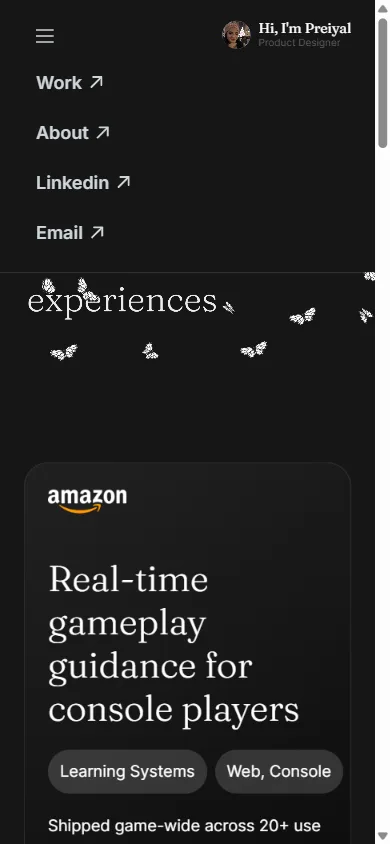 Hi, I'm Preiyal
Product Designer
Work
About
Linkedin
Email
experiences
amazon
Real-time
gameplay
guidance for
console players
Learning Systems
Web, Console
Shipped game-wide across 20+ use